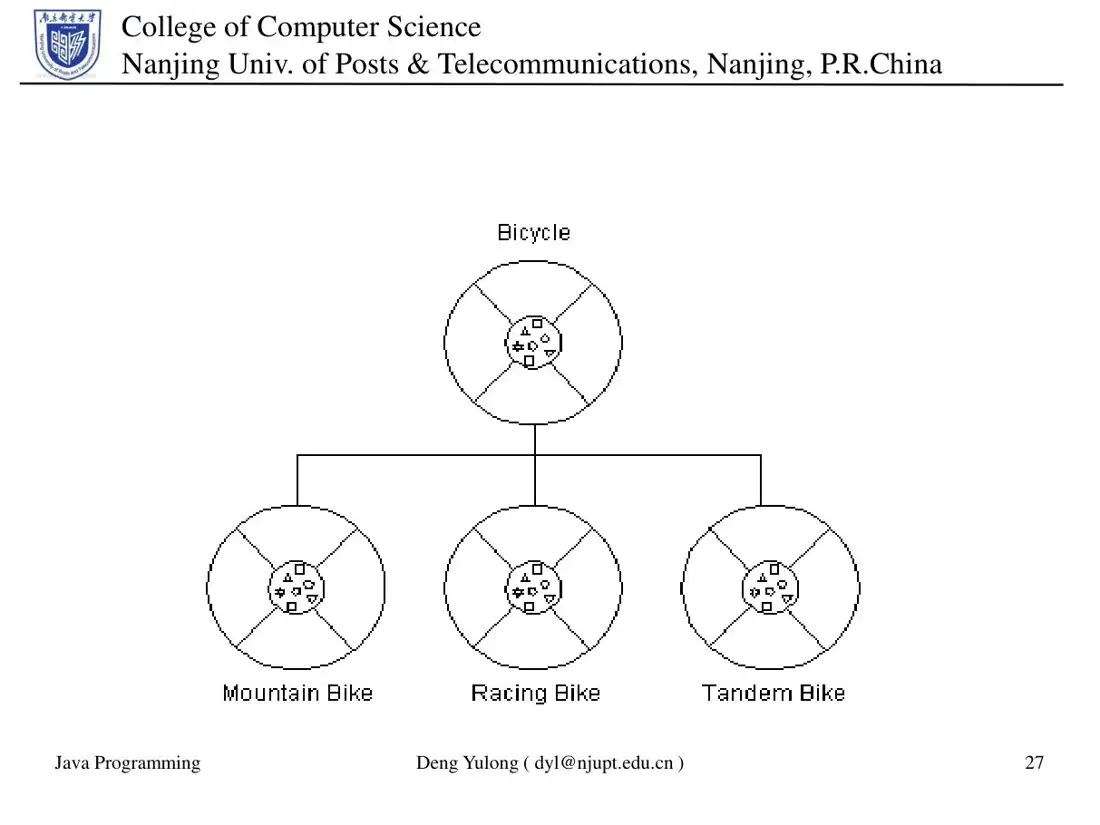 College of Computer Science
Nanjing Univ. of Posts & Telecommunications, Nanjing, P.R.China
Bicycle
Mountain Bike
Racing Bike
Tandem Bike
Java Programming
Deng Yulong ( dyl@njupt.edu.cn )
27